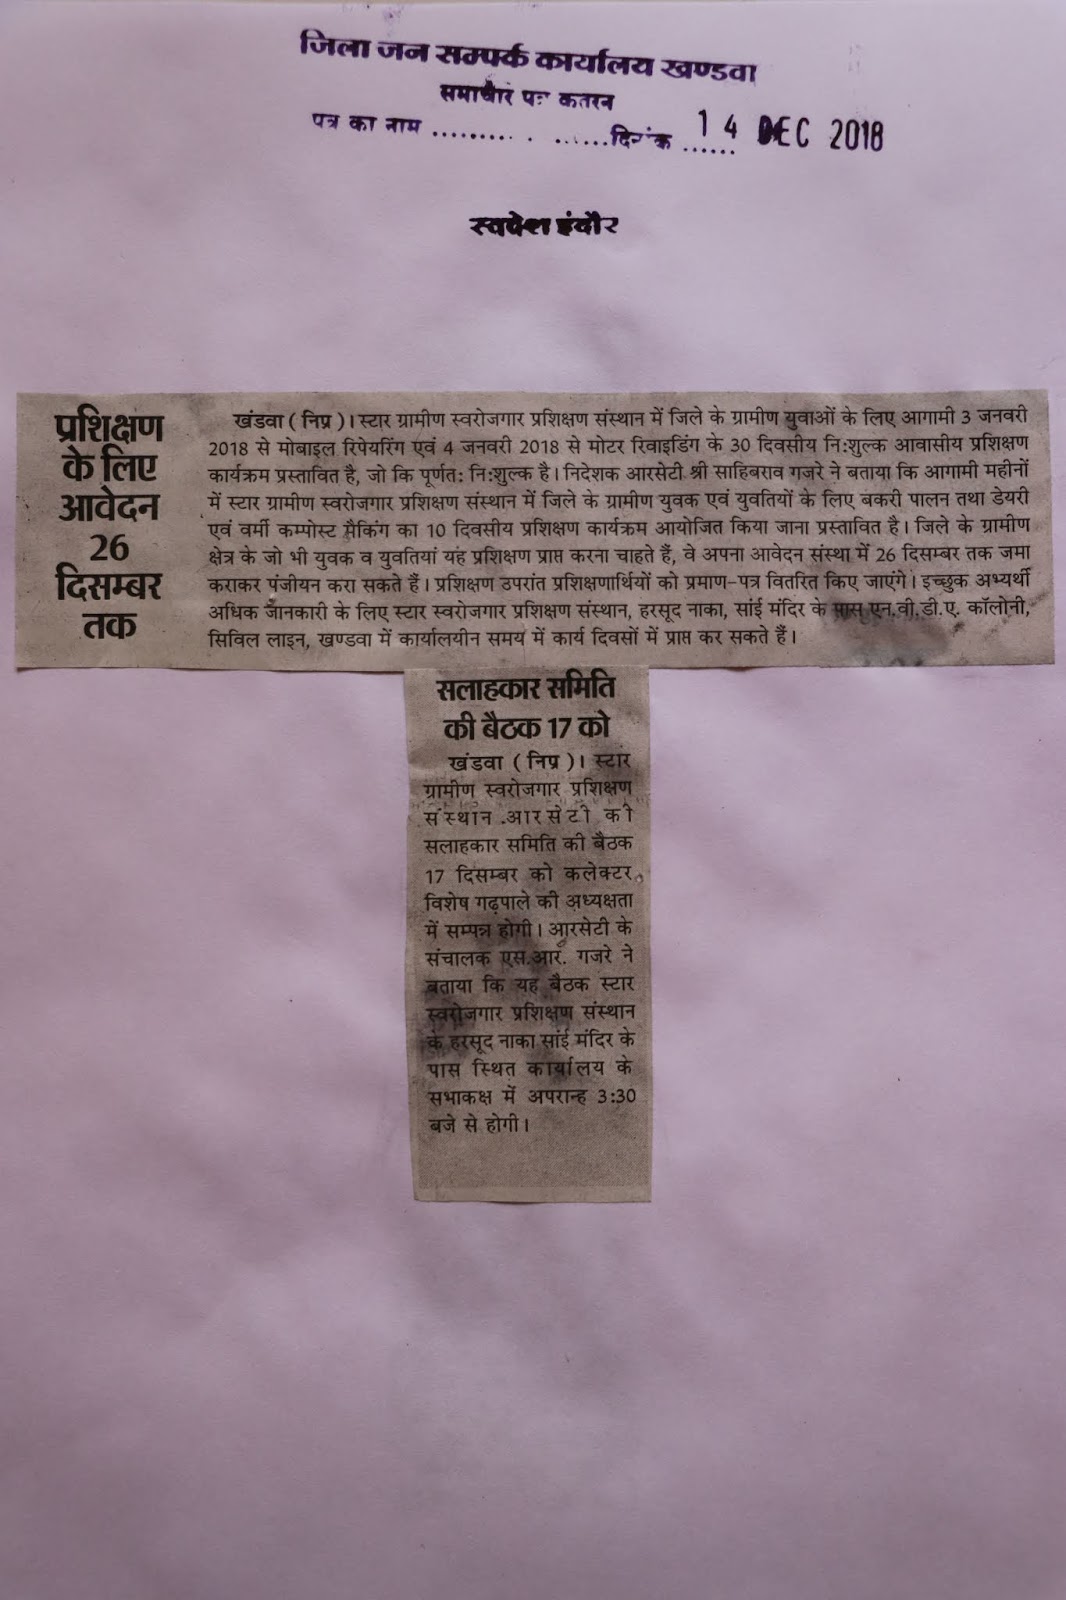 जिला जन सम्पर्क कार्यालय खण्डवा
समाचार पत्र कतरन
पत्र का नाम ......... . ......दिनांक ...... 14 DEC 2018
स्वदेश इंदौर
प्रशिक्षण
के लिए
आवेदन
26
दिसम्बर
तक
खंडवा ( निप्र )। स्टार ग्रामीण स्वरोजगार प्रशिक्षण संस्थान में जिले के ग्रामीण युवाओं के लिए आगामी 3 जनवरी
2018 से मोबाइल रिपेयरिंग एवं 4 जनवरी 2018 से मोटर रिवाइडिंग के 30 दिवसीय नि:शुल्क आवासीय प्रशिक्षण
कार्यक्रम प्रस्तावित है, जो कि पूर्णत: नि:शुल्क है। निदेशक आरसेटी श्री साहिबराव गजरे ने बताया कि आगामी महीनों
में स्टार ग्रामीण स्वरोजगार प्रशिक्षण संस्थान में जिले के ग्रामीण युवक एवं युवतियों के लिए बकरी पालन तथा डेयरी
एवं वर्मी कम्पोस्ट मैकिंग का 10 दिवसीय प्रशिक्षण कार्यक्रम आयोजित किया जाना प्रस्तावित है। जिले के ग्रामीण
क्षेत्र के जो भी युवक व युवतियां यह प्रशिक्षण प्राप्त करना चाहते हैं, वे अपना आवेदन संस्था में 26 दिसम्बर तक जमा
कराकर पंजीयन करा सकते हैं। प्रशिक्षण उपरांत प्रशिक्षणार्थियों को प्रमाण-पत्र वितरित किए जाएंगे। इच्छुक अभ्यर्थी
अधिक जानकारी के लिए स्टार स्वरोजगार प्रशिक्षण संस्थान, हरसूद नाका, सांई मंदिर के पास एन.वी.डी.ए. कॉलोनी,
सिविल लाइन, खण्डवा में कार्यालयीन समय में कार्य दिवसों में प्राप्त कर सकते हैं।
सलाहकार समिति
की बैठक 17 को
खंडवा ( निप्र )। स्टार
ग्रामीण स्वरोजगार प्रशिक्षण
संस्थान आरसेटी की
सलाहकार समिति की बैठक
17 दिसम्बर को कलेक्टर
विशेष गढ़पाले की अध्यक्षता
में सम्पन्न होगी। आरसेटी के
संचालक एस.आर. गजरे ने
बताया कि यह बैठक स्टार
स्वरोजगार प्रशिक्षण संस्थान
के हरसूद नाका सांई मंदिर के
पास स्थित कार्यालय के
सभाकक्ष में अपरान्ह 3:30
बजे से होगी।